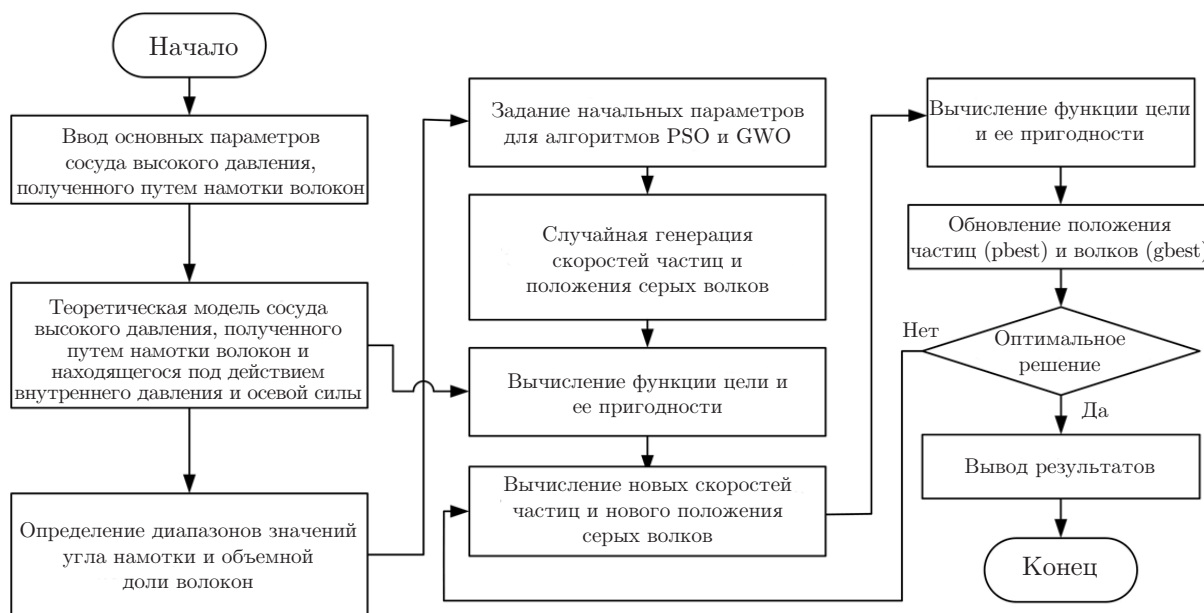 Начало
Ввод основных параметров
сосуда высокого давления,
полученного путем намотки волокон
Теоретическая модель сосуда
высокого давления, полученного
путем намотки волокон и
находящегося под действием
внутреннего давления и осевой силы
Определение диапазонов значений
угла намотки и объемной
доли волокон
Задание начальных параметров
для алгоритмов PSO и GWO
Случайная генерация
скоростей частиц и
положения серых волков
Вычисление функции цели и
ее пригодности
Вычисление новых скоростей
частиц и нового положения
серых волков
Вычисление функции цели
и ее пригодности
Обновление положения
частиц (pbest) и волков (gbest)
Нет
Оптимальное
решение
Да
Вывод результатов
Конец